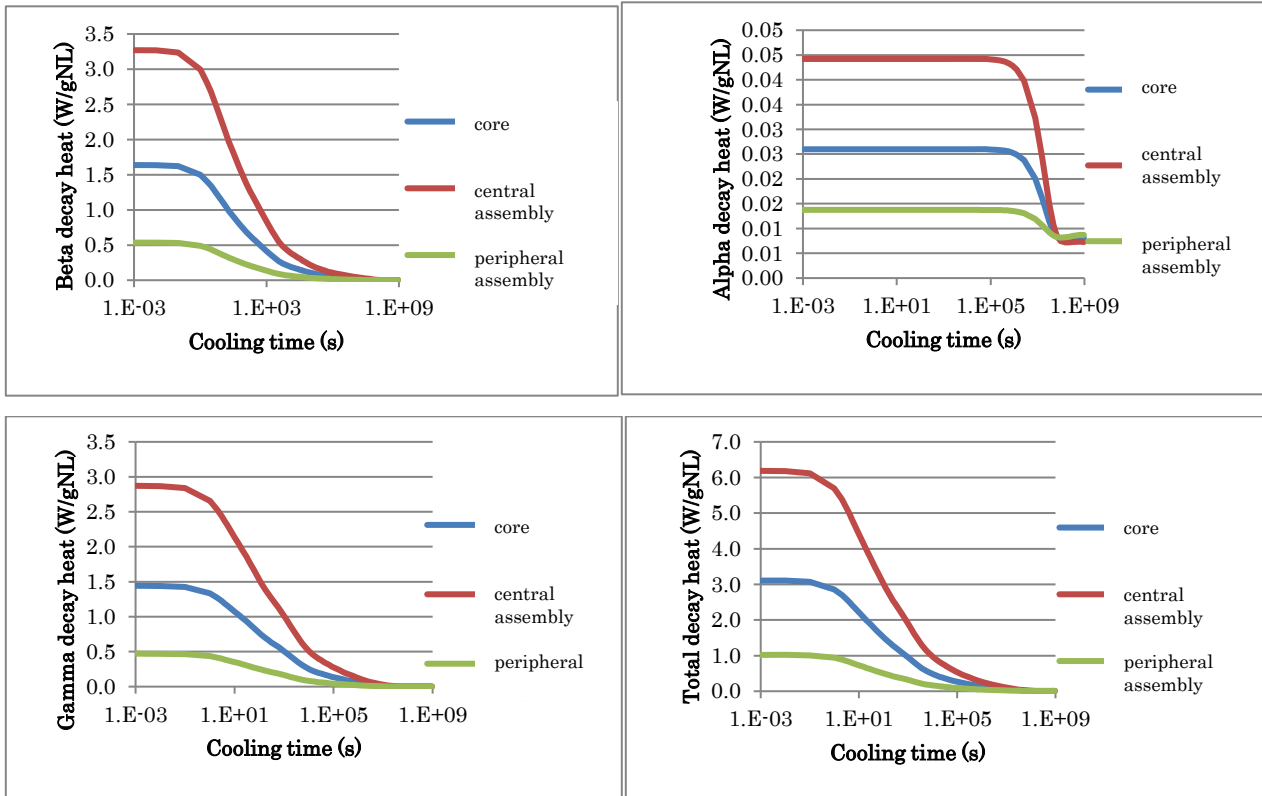 Beta decay heat (W/gNL)
3.5
3.0
2.5
2.0
1.5
1.0
0.5
0.0
1.E-03
1.E+03
1.E+09
Cooling time (s)
core
central
assembly
peripheral
assembly
Alpha decay heat (W/gNL)
0.05
0.05
0.04
0.04
0.03
0.03
0.02
0.02
0.01
0.01
0.00
1.E-03
1.E+01
1.E+05
1.E+09
Cooling time (s)
core
central
assembly
peripheral
assembly
Gamma decay heat (W/gNL)
3.5
3.0
2.5
2.0
1.5
1.0
0.5
0.0
1.E-03
1.E+01
1.E+05
1.E+09
Cooling time (s)
core
central
assembly
peripheral
Total decay heat (W/gNL)
7.0
6.0
5.0
4.0
3.0
2.0
1.0
0.0
1.E-03
1.E+01
1.E+05
1.E+09
Cooling time (s)
core
central
assembly
peripheral
assembly